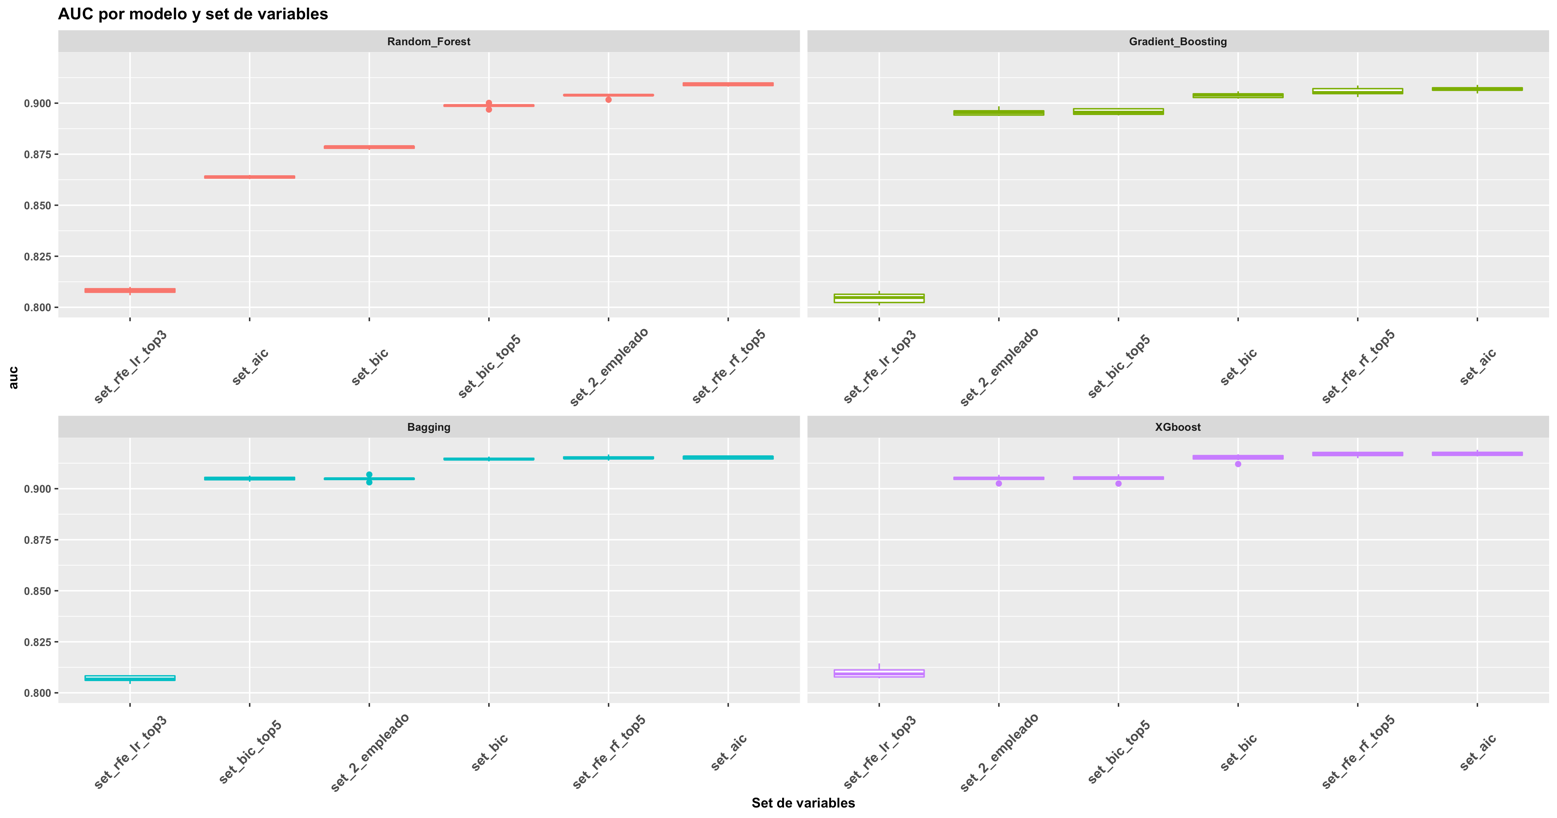 AUC por modelo y set de variables
Random_Forest
Gradient_Boosting
0.900
0.875
0.850
0.825
0.800
set_rfe_lr_top3
set_aic
set_bic
set_bic_top5
set_2_empleado
set_rfe_rf_top5
set_rfe_lr_top3
set_2_empleado
set_bic_top5
set_bic
set_rfe_rf_top5
set_aic
auc
Bagging
XGboost
0.900
0.875
0.850
0.825
0.800
set_rfe_lr_top3
set_bic_top5
set_2_empleado
set_bic
set_rfe_rf_top5
set_aic
set_rfe_lr_top3
set_2_empleado
set_bic_top5
set_bic
set_rfe_rf_top5
set_aic
Set de variables